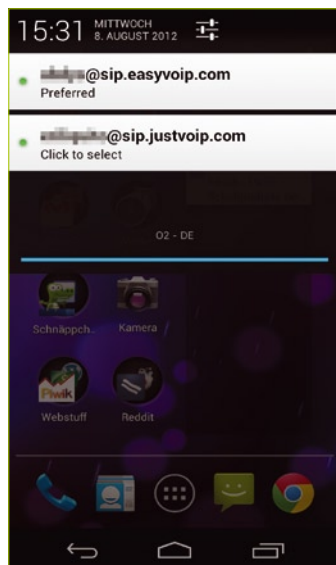 15:31 MITTWOCH
8. AUGUST 2012
@sip.easyvoip.com
Preferred
@sip.justvoip.com
Click to select
O2 - DE
Schnäppch.. Kamera
Piwik
Webstuff Reddit